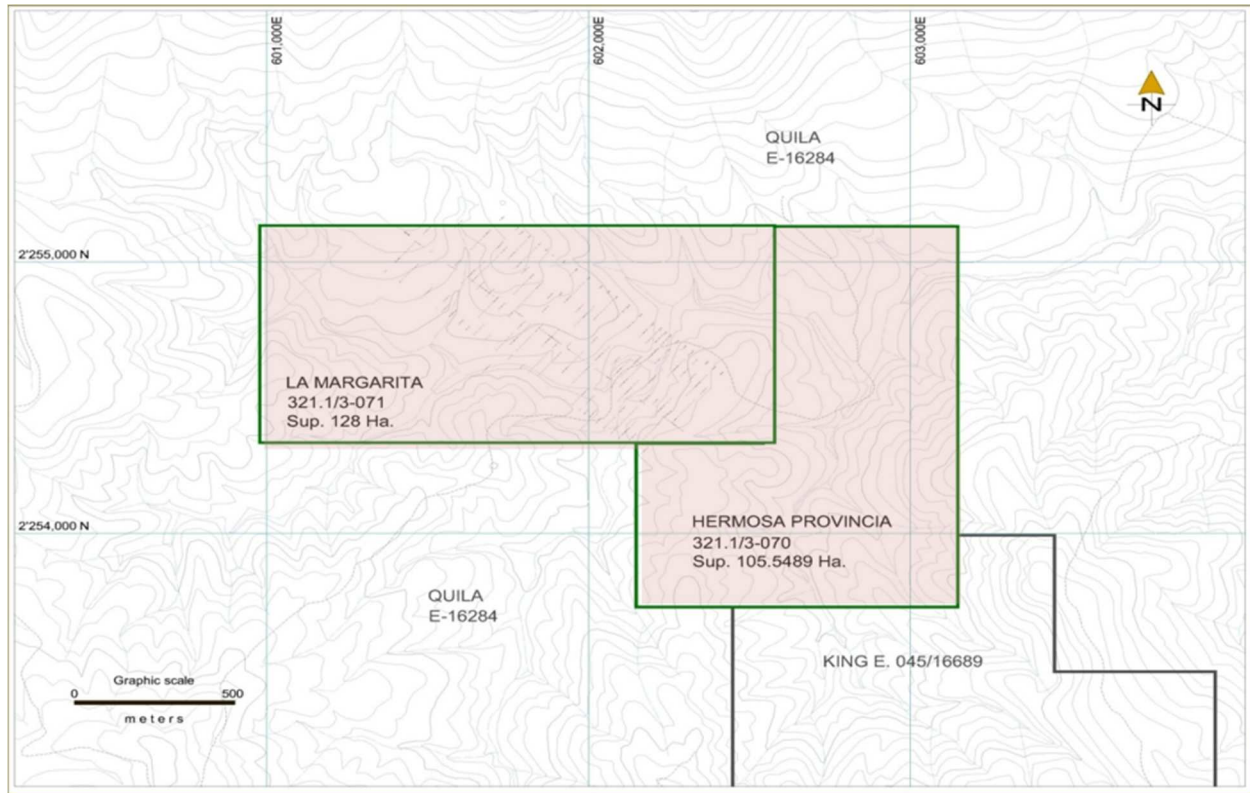 601,000E
602,000E
603,000E
N
QUILA
E-16284
2'255,000 N
LA MARGARITA
321.1/3-071
Sup. 128 Ha.
2'254,000 N
HERMOSA PROVINCIA
321.1/3-070
Sup. 105.5489 Ha.
QUILA
E-16284
KING E. 045/16689
Graphic scale
0 500
meters